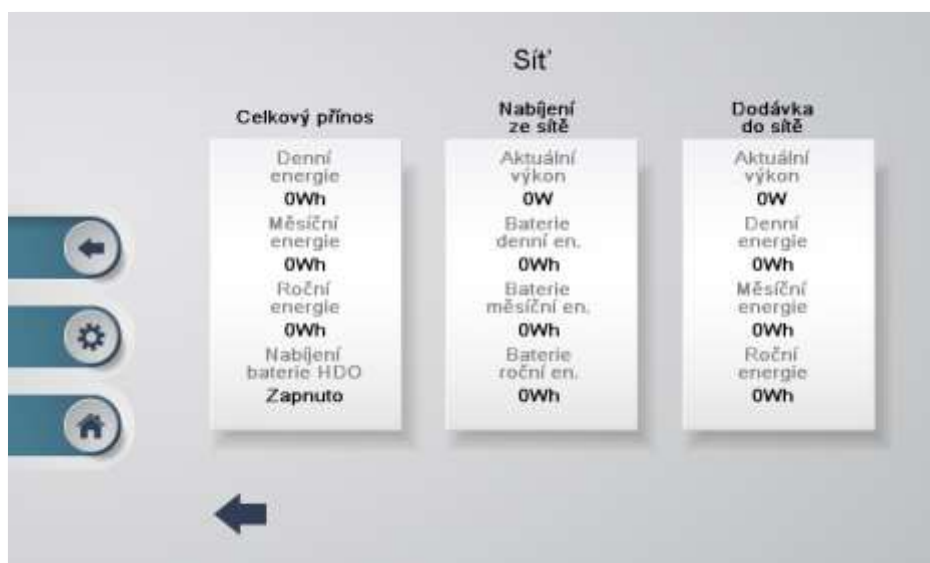 Síť
Celkový přínos
Denní
energie
0Wh
Měsíční
energie
0Wh
Roční
energie
0Wh
Nabíjení
baterie HDO
Zapnuto
Nabíjení
ze sítě
Aktuální
výkon
0W
Baterie
denní en.
0Wh
Baterie
měsíční en.
0Wh
Baterie
roční en.
0Wh
Dodávka
do sítě
Aktuální
výkon
0W
Denní
energie
0Wh
Měsíční
energie
0Wh
Roční
energie
0Wh